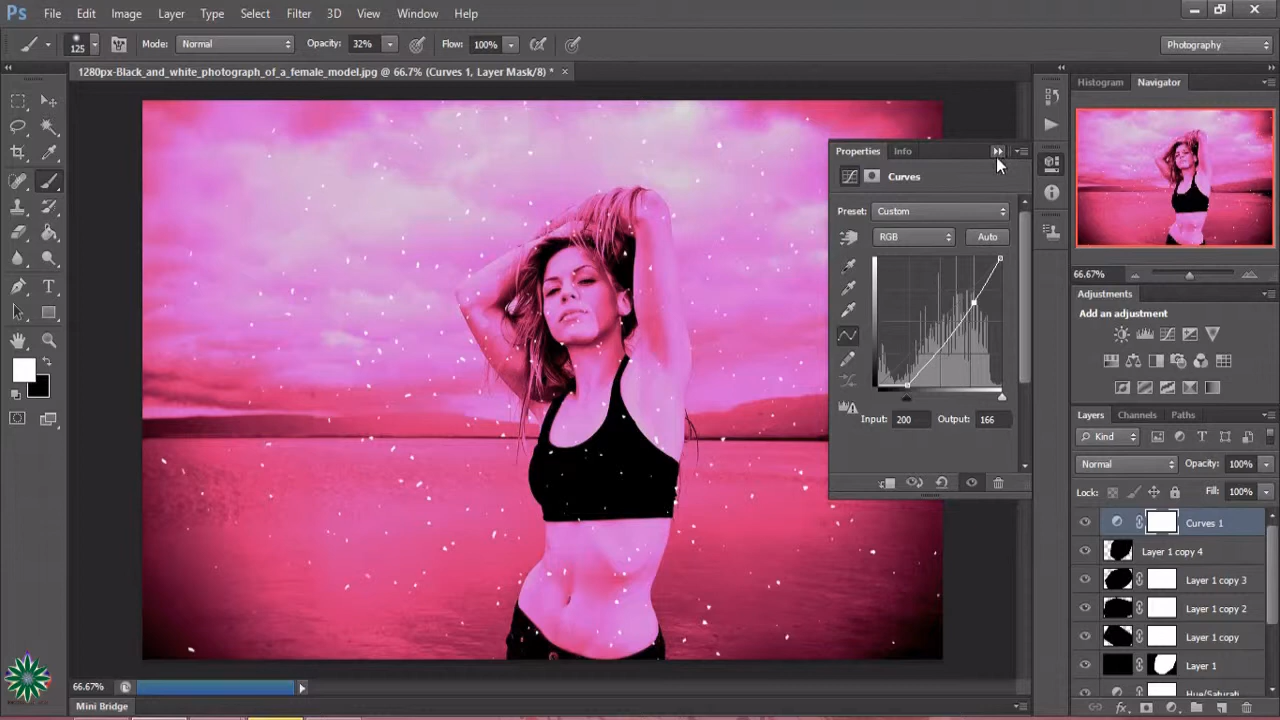 Ps File Edit Image Layer Type Select Filter 3D View Window Help
125 Mode: Normal Opacity: 32% Flow: 100% Photography
1280px-Black_and_white_photograph_of_a_female_model.jpg @ 66.7% (Curves 1, Layer Mask/8) *
Histogram Navigator
Properties Info
Curves
Preset: Custom
RGB Auto
Input: 200 Output: 166
66.67%
Adjustments
Add an adjustment
Layers Channels Paths
Kind
Normal Opacity: 100%
Lock: Fill: 100%
Curves 1
Layer 1 copy 4
Layer 1 copy 3
Layer 1 copy 2
Layer 1 copy
Layer 1
Hue/Saturati
66.67%
Mini Bridge